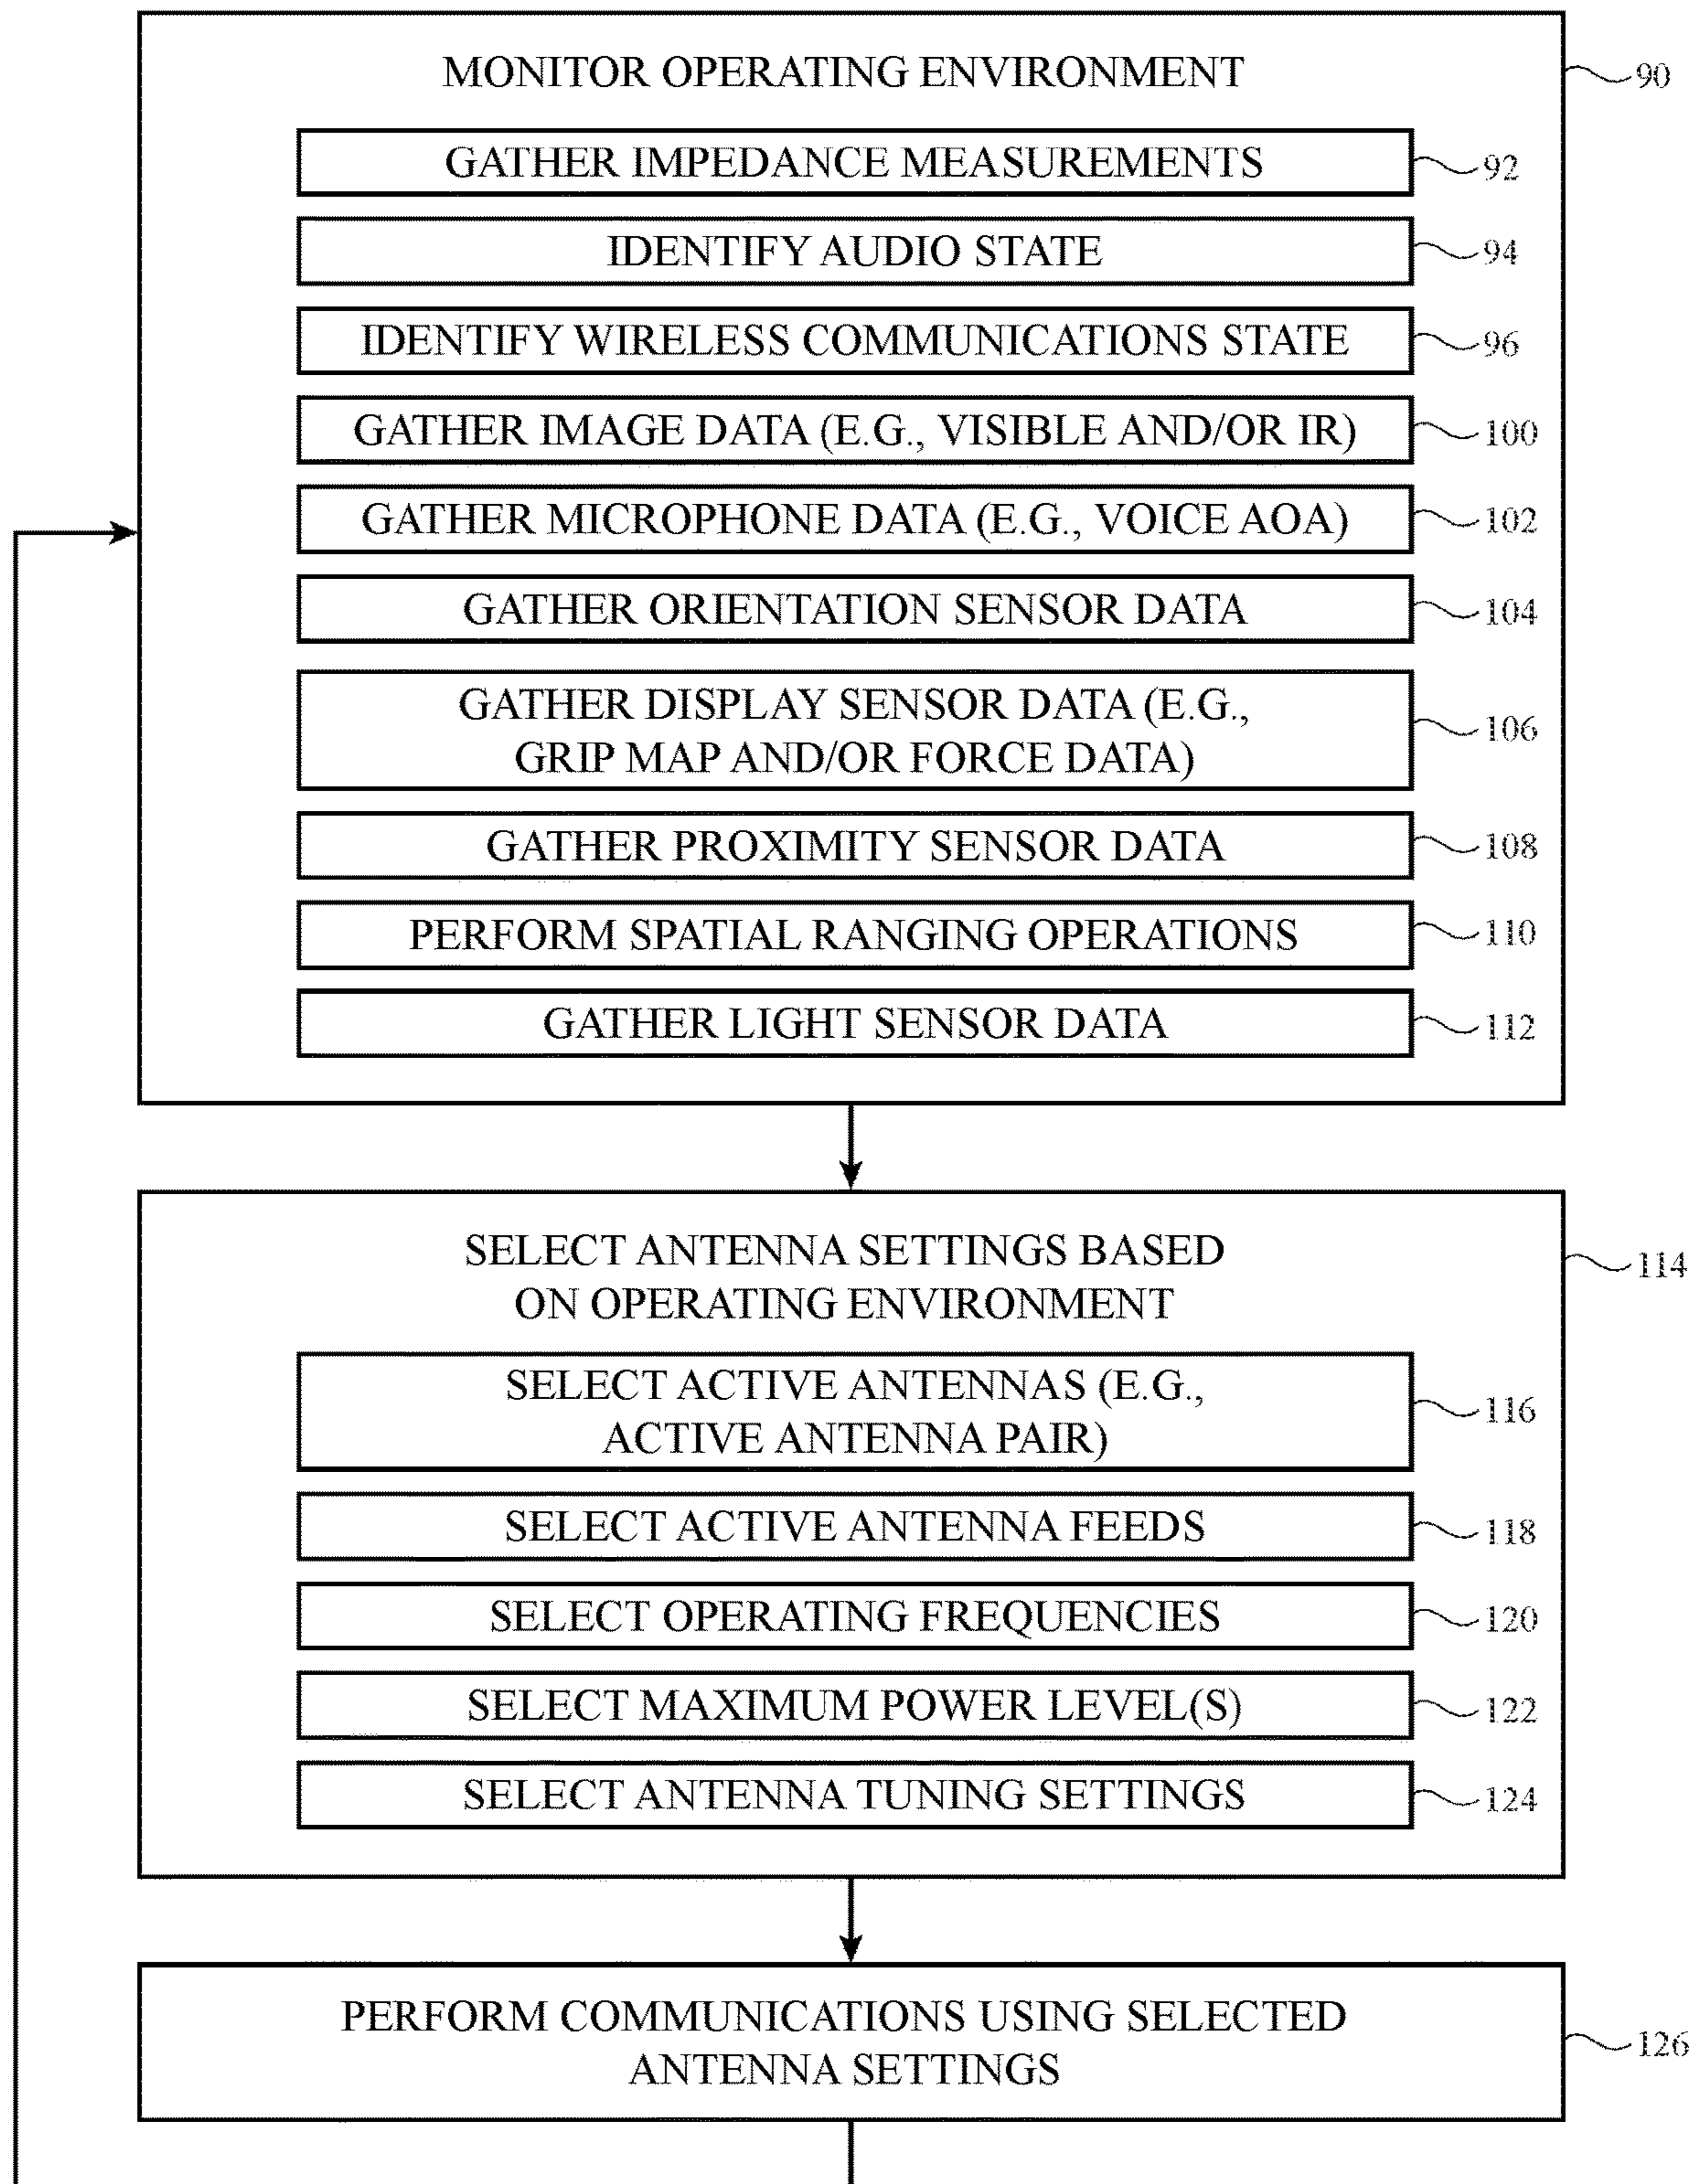 MONITOR OPERATING ENVIRONMENT
90
GATHER IMPEDANCE MEASUREMENTS
92
IDENTIFY AUDIO STATE
94
IDENTIFY WIRELESS COMMUNICATIONS STATE
96
GATHER IMAGE DATA (E.G., VISIBLE AND/OR IR)
100
GATHER MICROPHONE DATA (E.G., VOICE AOA)
102
GATHER ORIENTATION SENSOR DATA
104
GATHER DISPLAY SENSOR DATA (E.G.,
GRIP MAP AND/OR FORCE DATA)
106
GATHER PROXIMITY SENSOR DATA
108
PERFORM SPATIAL RANGING OPERATIONS
110
GATHER LIGHT SENSOR DATA
112
SELECT ANTENNA SETTINGS BASED
ON OPERATING ENVIRONMENT
114
SELECT ACTIVE ANTENNAS (E.G.,
ACTIVE ANTENNA PAIR)
116
SELECT ACTIVE ANTENNA FEEDS
118
SELECT OPERATING FREQUENCIES
120
SELECT MAXIMUM POWER LEVEL(S)
122
SELECT ANTENNA TUNING SETTINGS
124
PERFORM COMMUNICATIONS USING SELECTED
ANTENNA SETTINGS
126